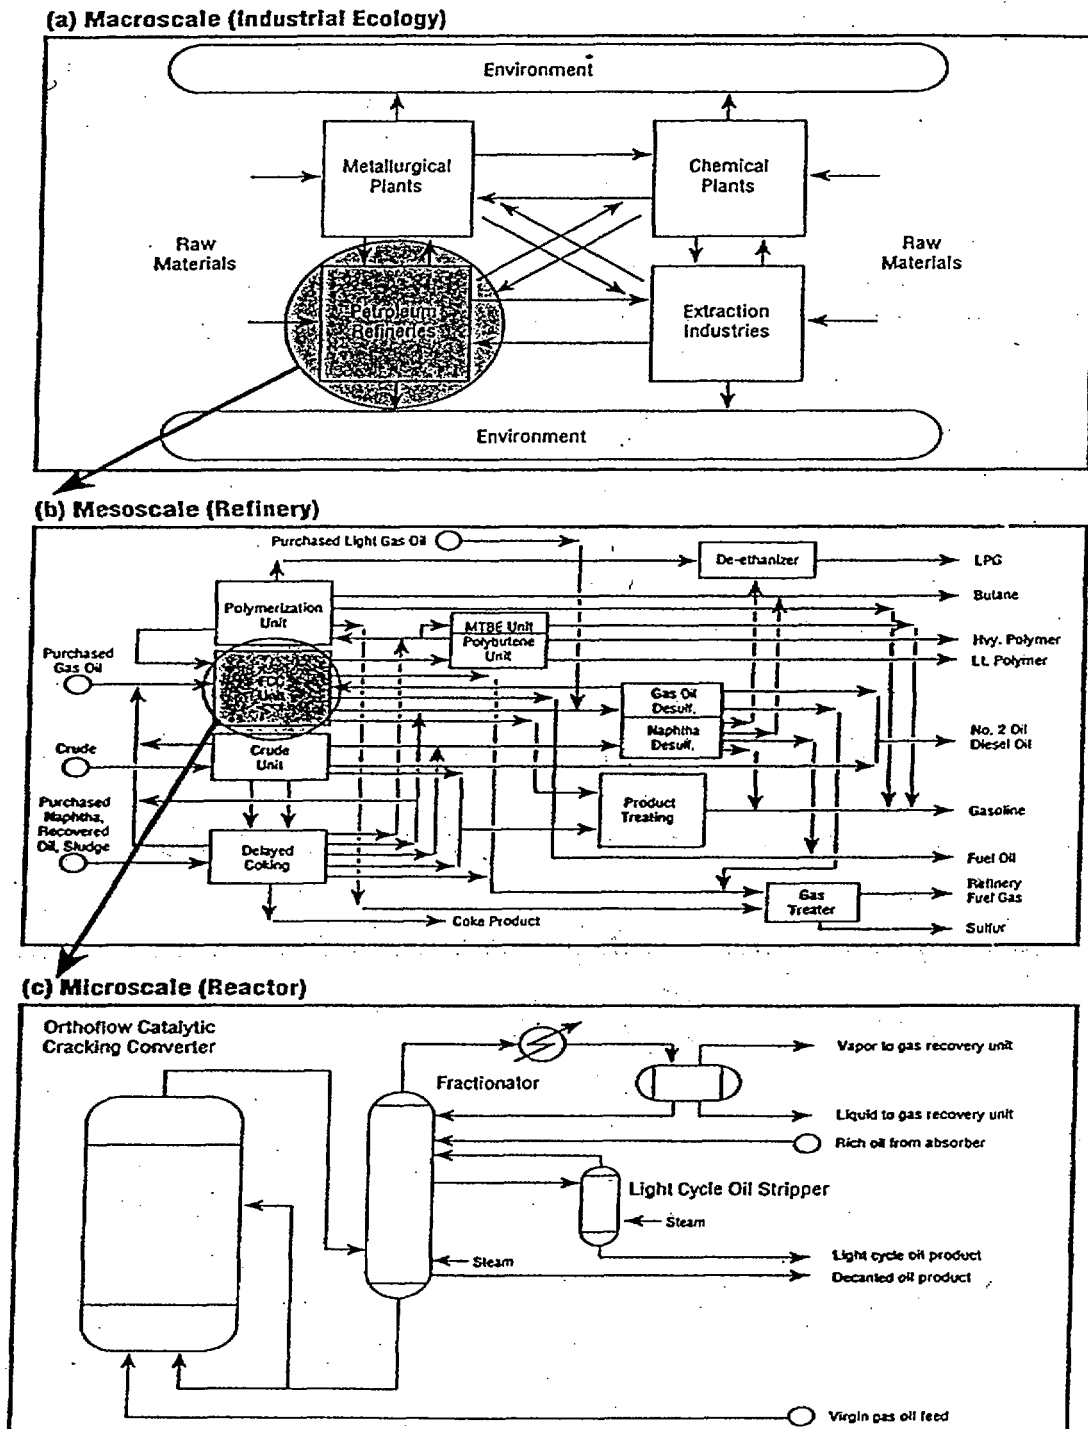 (a) Macroscale (Industrial Ecology)
Environment
Metallurgical
Plants
Chemical
Plants
Raw
Materials
Raw
Materials
Petroleum
Refineries
Extraction
Industries
Environment
(b) Mesoscale (Refinery)
Purchased Light Gas Oil
De-ethanizer
LPG
Polymerization
Unit
Butane
MTBE Unit
Polybutene
Unit
Hvy. Polymer
Lt. Polymer
Purchased
Gas Oil
FCC
Unit
Gas Oil
Desulf.
Naphtha
Desulf.
No. 2 Oil
Diesel Oil
Crude
Oil
Crude
Unit
Purchased
Naphtha,
Recovered
Oil, Sludge
Product
Treating
Gasoline
Delayed
Coking
Fuel Oil
Gas
Treater
Refinery
Fuel Gas
Coke Product
Sulfur
(c) Microscale (Reactor)
Orthoflow Catalytic
Cracking Converter
Fractionator
Vapor to gas recovery unit
Liquid to gas recovery unit
Rich oil from absorber
Light Cycle Oil Stripper
Steam
Steam
Light cycle oil product
Decanted oil product
Virgin gas oil feed